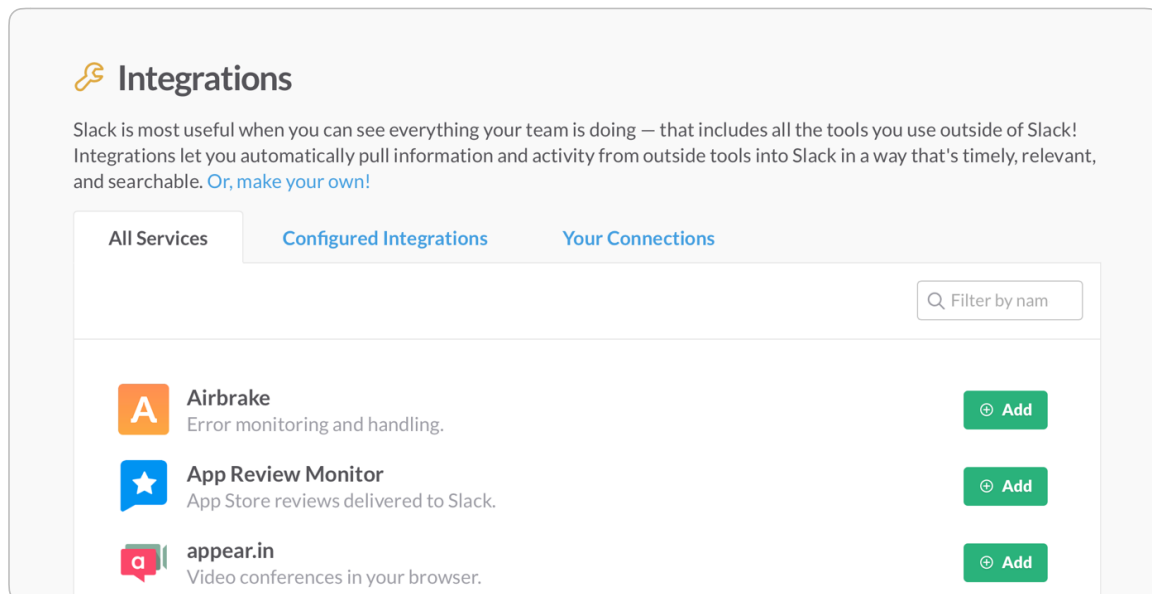 Integrations
Slack is most useful when you can see everything your team is doing — that includes all the tools you use outside of Slack!
Integrations let you automatically pull information and activity from outside tools into Slack in a way that's timely, relevant,
and searchable. Or, make your own!
All Services
Configured Integrations
Your Connections
Filter by nam
A
Airbrake
Error monitoring and handling.
Add
App Review Monitor
App Store reviews delivered to Slack.
Add
a
appear.in
Video conferences in your browser.
Add